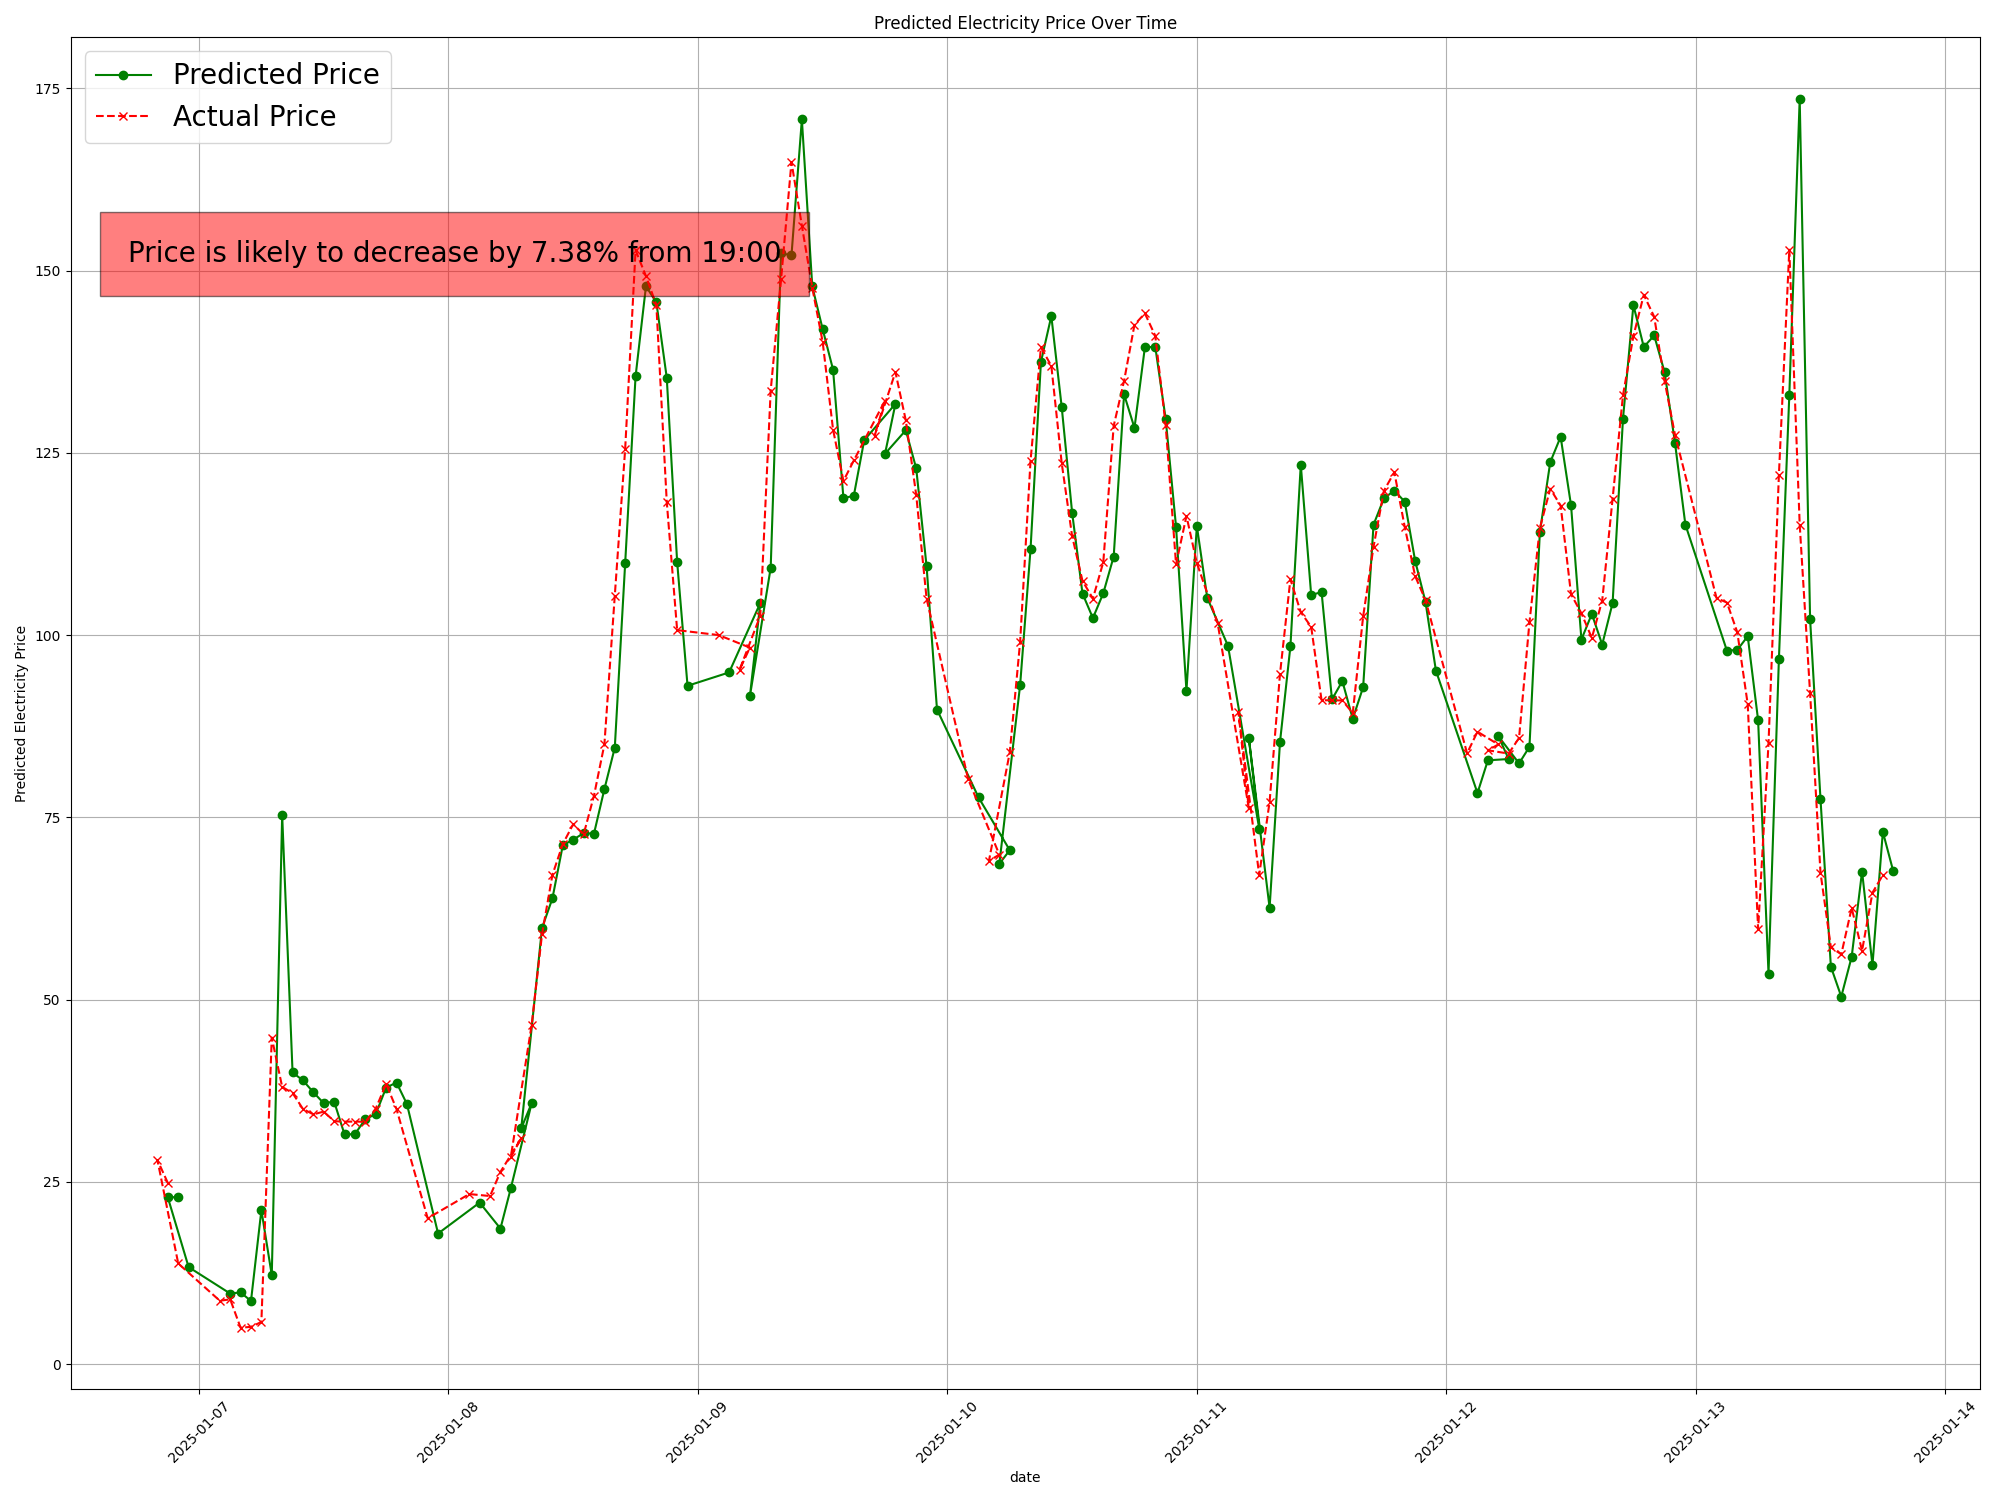 Predicted Electricity Price Over Time
Predicted Price
Actual Price
Price is likely to decrease by 7.38% from 19:00
Predicted Electricity Price
175
150
125
100
75
50
25
0
2025-01-07
2025-01-08
2025-01-09
2025-01-10
2025-01-11
2025-01-12
2025-01-13
2025-01-14
date